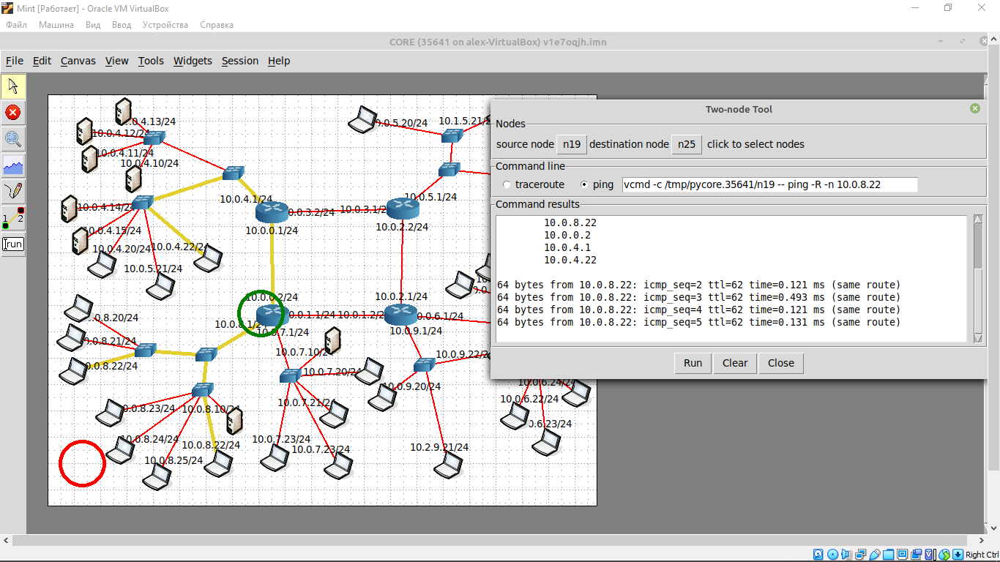 Mint [Работает] - Oracle VM VirtualBox
Файл Машина Вид Ввод Устройства Справка
CORE (35641 on alex-VirtualBox) v1e7oqjh.imn
File Edit Canvas View Tools Widgets Session Help
1 2
run
.0.4.13/24
10.0.4.12/24
10.0.4.11/24
10.0.4.10/24
10.0.4.1/24
10.0.0.1/24
10.0.4.14/24
10.0.4.15/24
10.0.4.20/24
10.0.4.22/24
10.0.5.21/24
.0.5.20/24
10.1.5.21/
10.0.5.1/24
0.0.3.2/24
10.0.3.1/2
10.0.2.2/24
10.0.2.1/24
10.0.0.2/24
0.0.1.1/24
10.0.1.2/2
0.0.6.1/24
10.0.9.1/24
10.0.8.1/2
.7.1/24
0.0.8.20/24
0.0.8.21/24
0.0.8.22/24
10.0.7.10/2
10.0.7.20/24
10.0.7.21/24
10.0.7.23/24
10.0.7.23/24
10.0.8.23/24
10.0.8.10/
10.0.8.24/24
10.0.8.25/24
10.0.8.22/24
10.0.9.22/2
10.0.9.20/24
10.2.9.21/24
10.0.6.24/24
10.0.6.22/24
0.6.23/24
Two-node Tool
Nodes
source node n19 destination node n25 click to select nodes
Command line
traceroute ping vcmd -c /tmp/pycore.35641/n19 -- ping -R -n 10.0.8.22
Command results
10.0.8.22
10.0.0.2
10.0.4.1
10.0.4.22
64 bytes from 10.0.8.22: icmp_seq=2 ttl=62 time=0.121 ms (same route)
64 bytes from 10.0.8.22: icmp_seq=3 ttl=62 time=0.493 ms (same route)
64 bytes from 10.0.8.22: icmp_seq=4 ttl=62 time=0.121 ms (same route)
64 bytes from 10.0.8.22: icmp_seq=5 ttl=62 time=0.131 ms (same route)
Run Clear Close
Right Ctrl